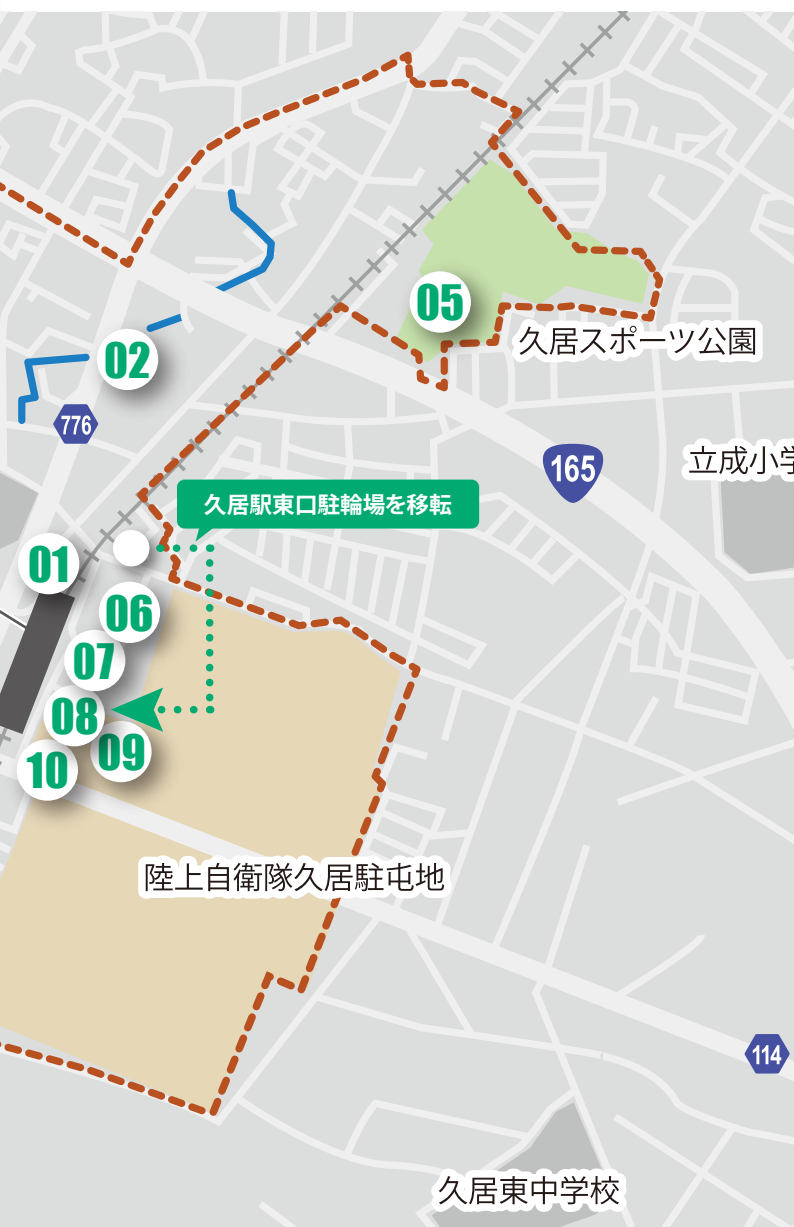 05
久居スポーツ公園
02
776
165
立成小学
久居駅東口駐輪場を移転
01
06
07
08
09
10
陸上自衛隊久居駐屯地
114
久居東中学校